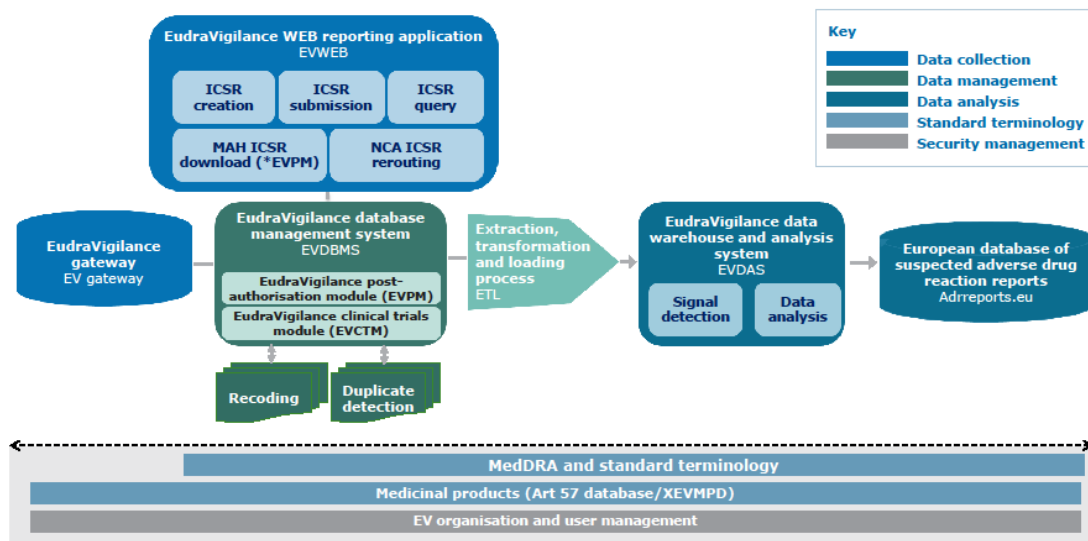 EudraVigilance WEB reporting application
EVWEB
ICSR
creation
ICSR
submission
ICSR
query
MAH ICSR
download (*EVPM)
NCA ICSR
rerouting
Key
Data collection
Data management
Data analysis
Standard terminology
Security management
EudraVigilance
gateway
EV gateway
EudraVigilance database
management system
EVDBMS
EudraVigilance post-
authorisation module (EVPM)
EudraVigilance clinical trials
module (EVCTM)
Recoding
Duplicate
detection
Extraction,
transformation
and loading
process
ETL
EudraVigilance data
warehouse and analysis
system
EVDAS
Signal
detection
Data
analysis
European database of
suspected adverse drug
reaction reports
Adrreports.eu
MedDRA and standard terminology
Medicinal products (Art 57 database/XEVMPD)
EV organisation and user management